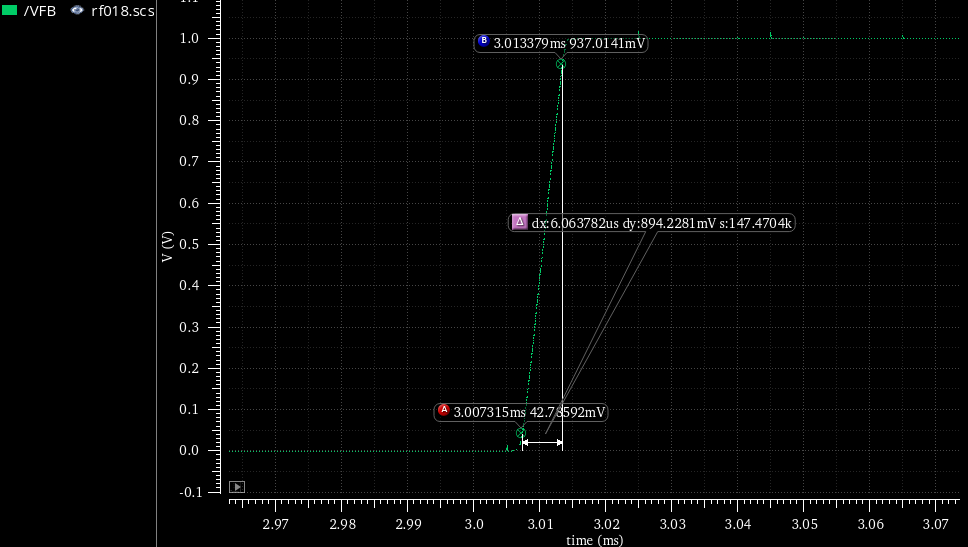 /VFB rf018.scs
1.1
1.0
0.9
0.8
0.7
0.6
0.5
0.4
0.3
0.2
0.1
0.0
-0.1
V (V)
B 3.013379ms 937.0141mV
Δ dx:6.063782us dy:894.2281mV s:147.4704k
A 3.007315ms 42.78592mV
2.97 2.98 2.99 3.0 3.01 3.02 3.03 3.04 3.05 3.06 3.07
time (ms)